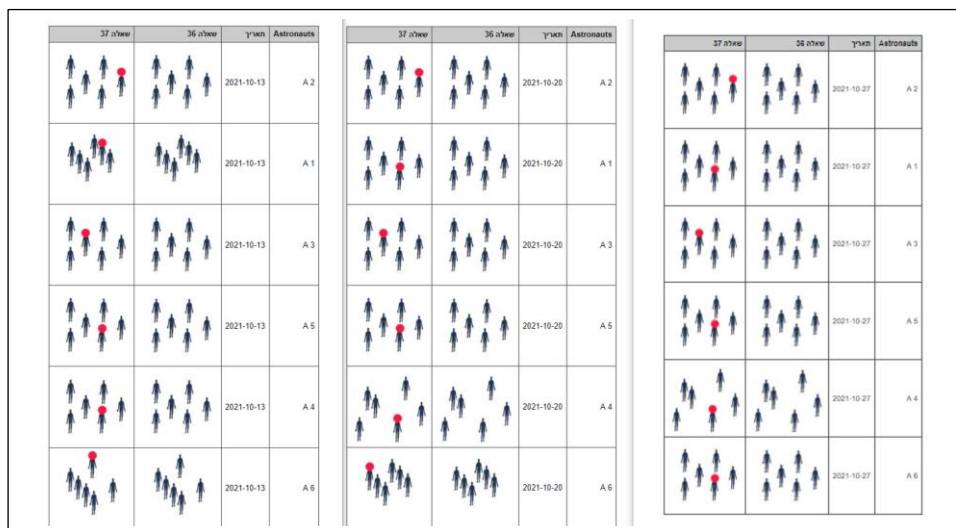 Astronauts תאריך שאלה 36 שאלה 37
A 2 2021-10-13
A 1 2021-10-13
A 3 2021-10-13
A 5 2021-10-13
A 4 2021-10-13
A 6 2021-10-13
Astronauts תאריך שאלה 36 שאלה 37
A 2 2021-10-20
A 1 2021-10-20
A 3 2021-10-20
A 5 2021-10-20
A 4 2021-10-20
A 6 2021-10-20
Astronauts תאריך שאלה 36 שאלה 37
A 2 2021-10-27
A 1 2021-10-27
A 3 2021-10-27
A 5 2021-10-27
A 4 2021-10-27
A 6 2021-10-27